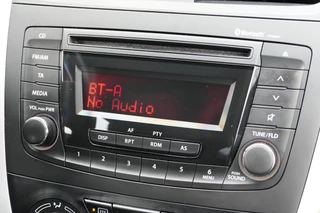 CD
Bluetooth
FM/AM
TA
MEDIA
VOL PUSH PWR
BT-A
No Audio
AF PTY
DISP RPT RDM AS
TUNE/FLD
PUSH SOUND
1 2 3 4 5 6
MENU